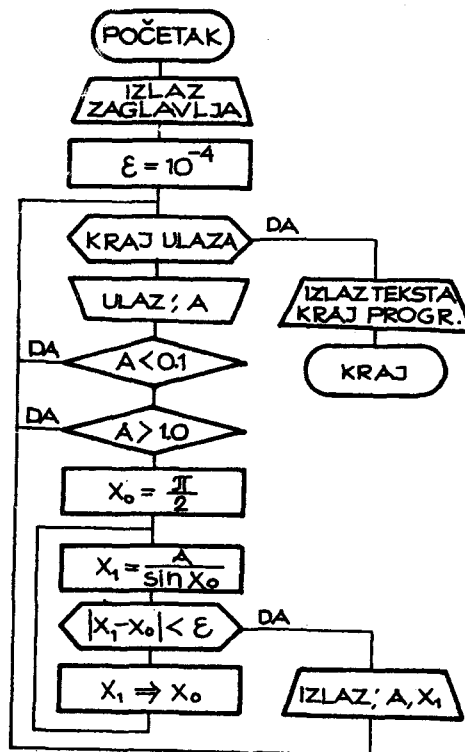 POČETAK
IZLAZ
ZAGLAVLJA
ε = 10⁻⁴
KRAJ ULAZA
DA
ULAZ; A
IZLAZ TEKSTA
KRAJ PROGR.
DA
A < 0.1
KRAJ
DA
A > 1.0
X₀ = π/2
X₁ = A/sin X₀
|X₁-X₀| < ε
DA
X₁ ⇒ X₀
IZLAZ; A, X₁